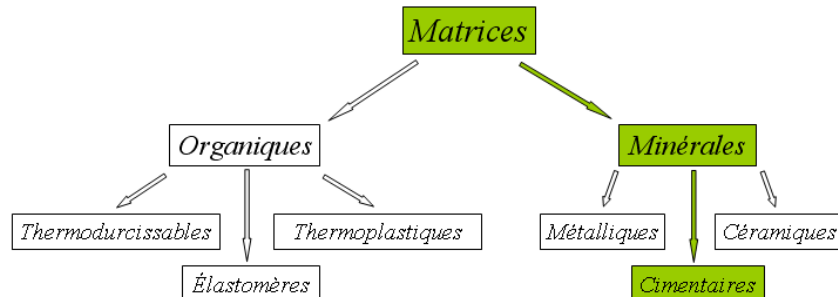 Matrices
Organiques
Minérales
Thermodurcissables
Thermoplastiques
Métalliques
Céramiques
Élastomères
Cimentaires